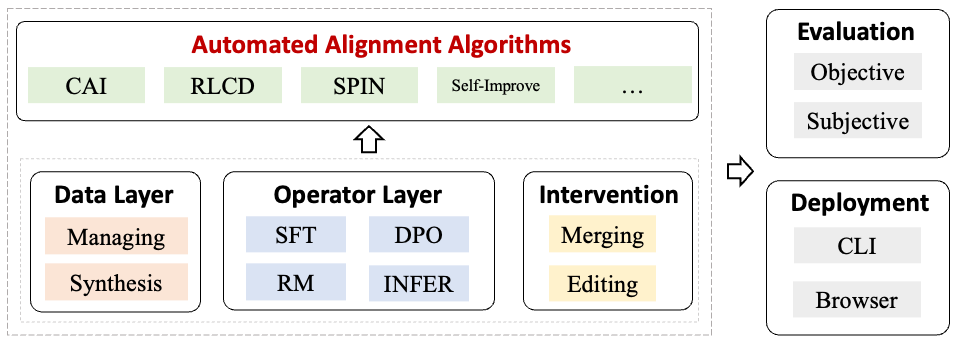 Automated Alignment Algorithms
CAI
RLCD
SPIN
Self-Improve
...
Data Layer
Managing
Synthesis
Operator Layer
SFT
DPO
RM
INFER
Intervention
Merging
Editing
Evaluation
Objective
Subjective
Deployment
CLI
Browser